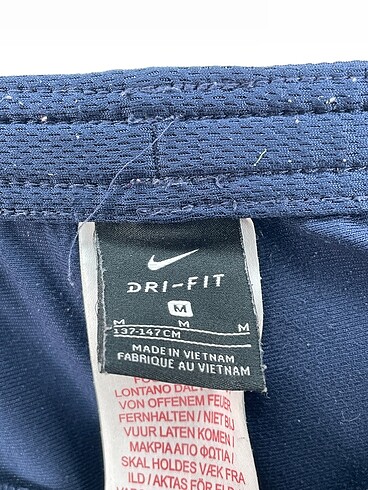 DRI-FIT
M
M M M
137-147CM
MADE IN VIETNAM
FABRIQUE AU VIETNAM
LONTANO DAL
VON OFFENEM FEUER
FERNHALTEN / NIET BIJ
VUUR LATEN KOMEN /
ΜΑΚΡΙΑ ΑΠΟ ΦΩΤΙΑ /
SKAL HOLDES VÆK FRA
ILD / AKTAS FÖR ELD